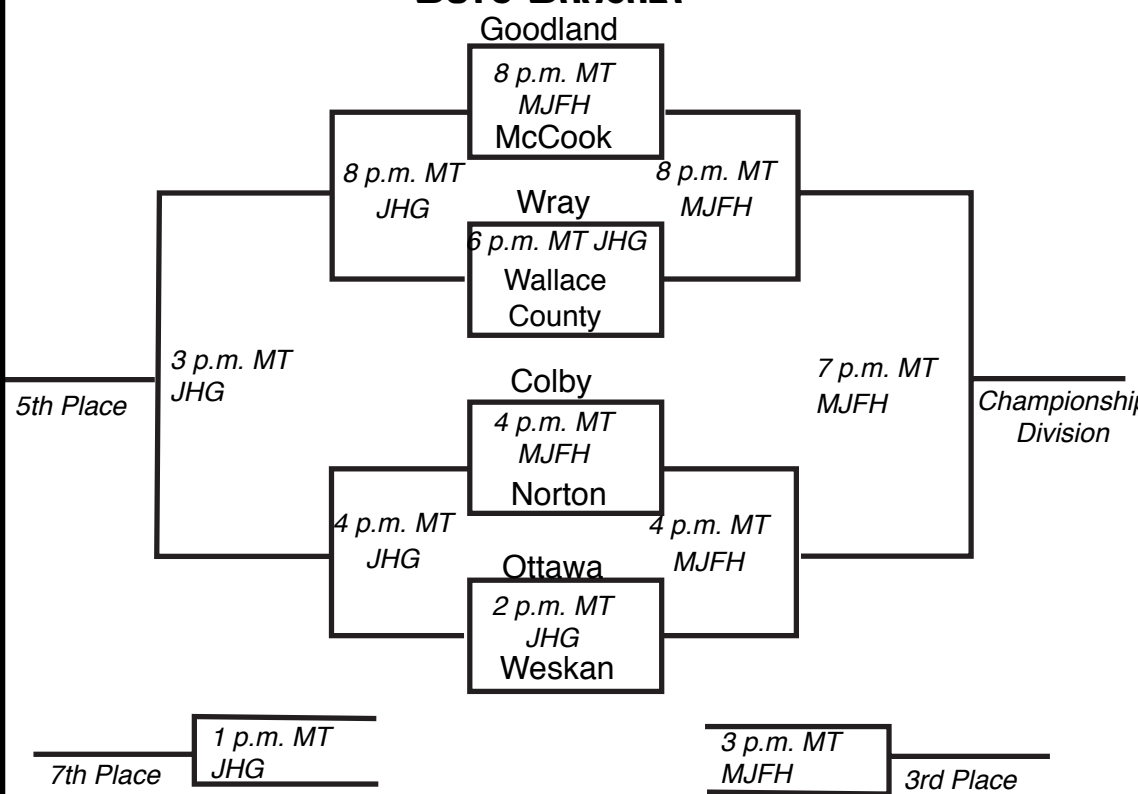 Goodland
8 p.m. MT
MJFH
McCook
8 p.m. MT
JHG
8 p.m. MT
MJFH
Wray
6 p.m. MT JHG
Wallace
County
3 p.m. MT
JHG
5th Place
Colby
4 p.m. MT
MJFH
Norton
7 p.m. MT
MJFH
Championship
Division
4 p.m. MT
JHG
4 p.m. MT
MJFH
Ottawa
2 p.m. MT
JHG
Weskan
1 p.m. MT
JHG
7th Place
3 p.m. MT
MJFH
3rd Place